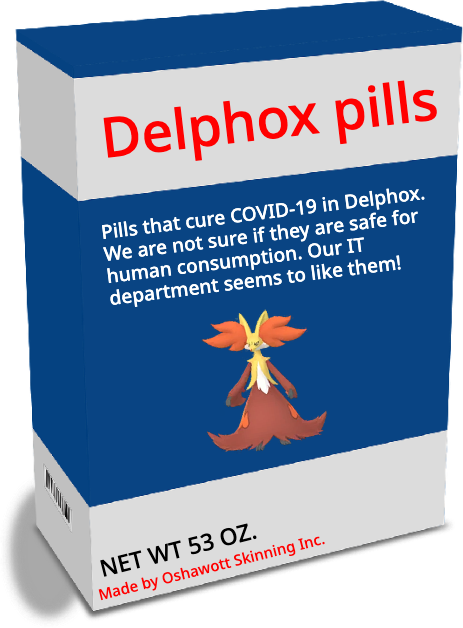 Delphox pills
Pills that cure COVID-19 in Delphox.
We are not sure if they are safe for
human consumption. Our IT
department seems to like them!
NET WT 53 OZ.
Made by Oshawott Skinning Inc.